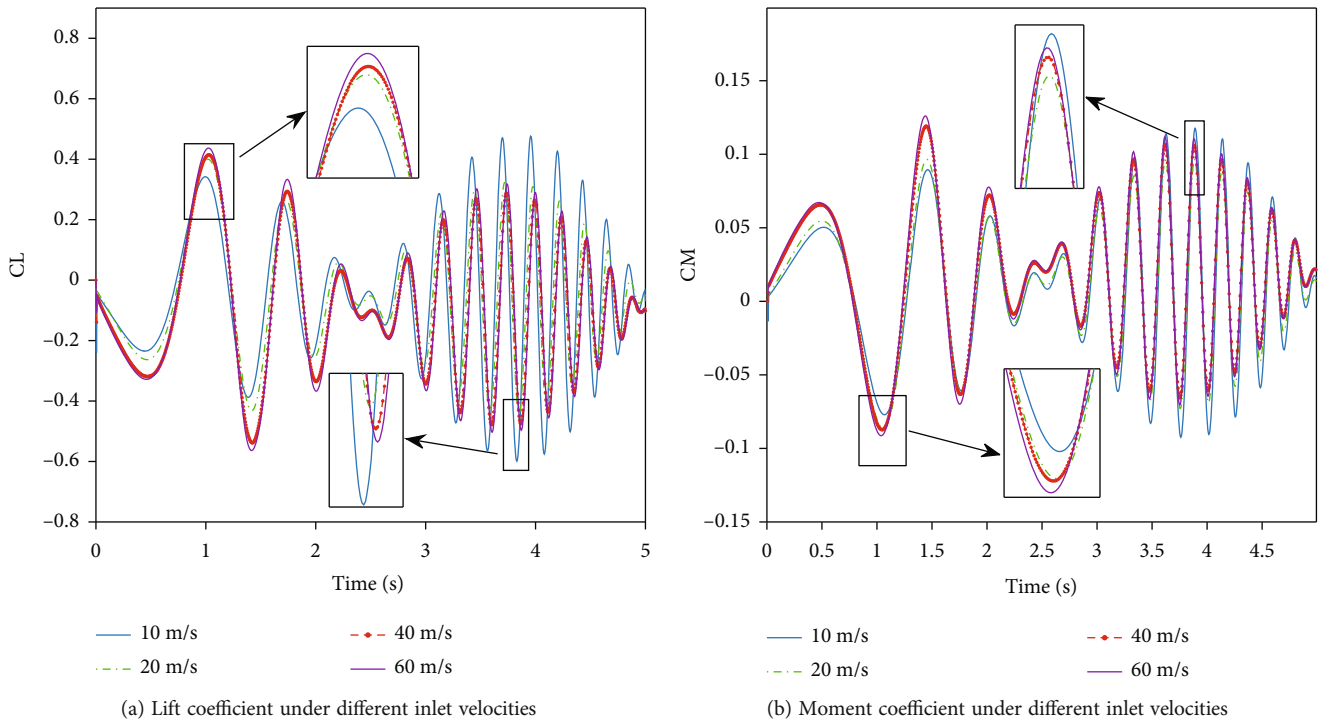 0.8
0.6
0.4
0.2
0
–0.2
–0.4
–0.6
–0.8
CL
0 1 2 3 4 5
Time (s)
10 m/s
20 m/s
40 m/s
60 m/s
(a) Lift coefficient under different inlet velocities
0.15
0.1
0.05
0
–0.05
–0.1
–0.15
CM
0 0.5 1 1.5 2 2.5 3 3.5 4 4.5
Time (s)
10 m/s
20 m/s
40 m/s
60 m/s
(b) Moment coefficient under different inlet velocities